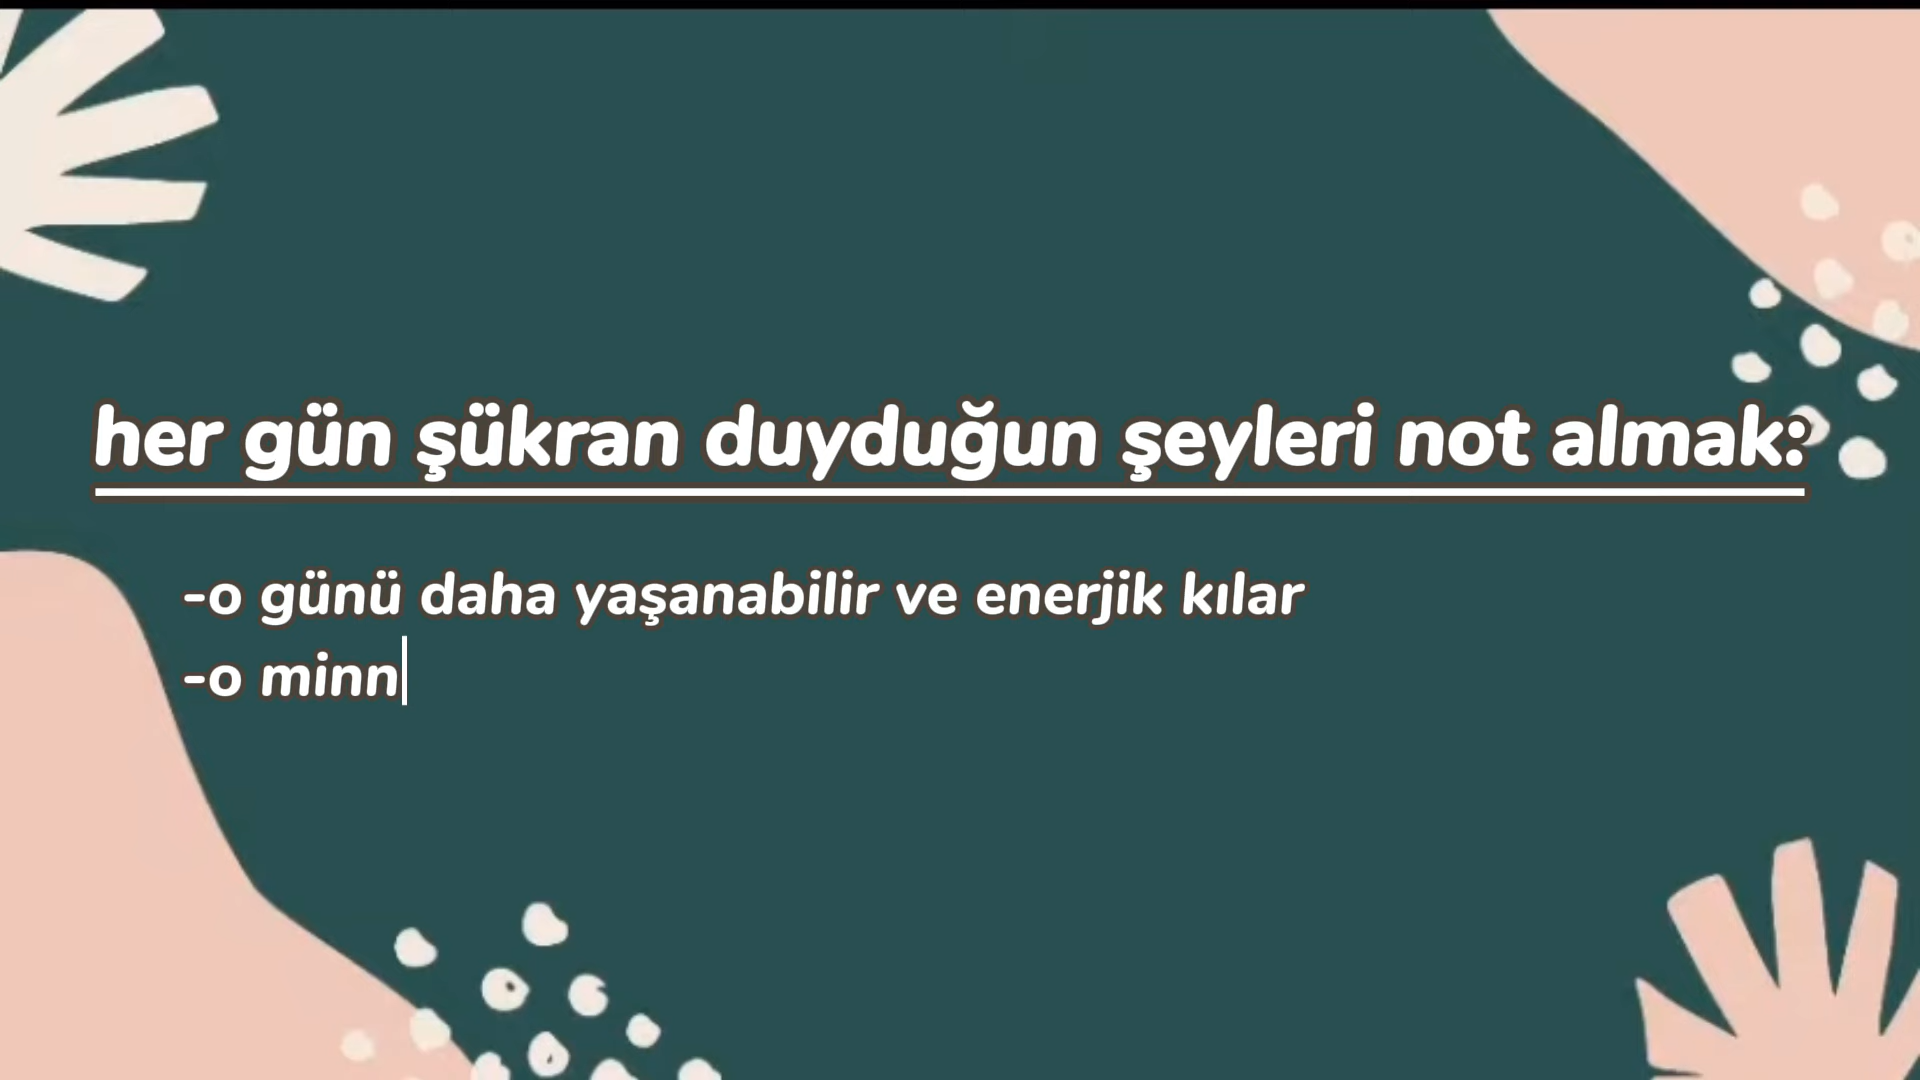 her gün şükran duyduğun şeyleri not almak:
-o günü daha yaşanabilir ve enerjik kılar
-o minn